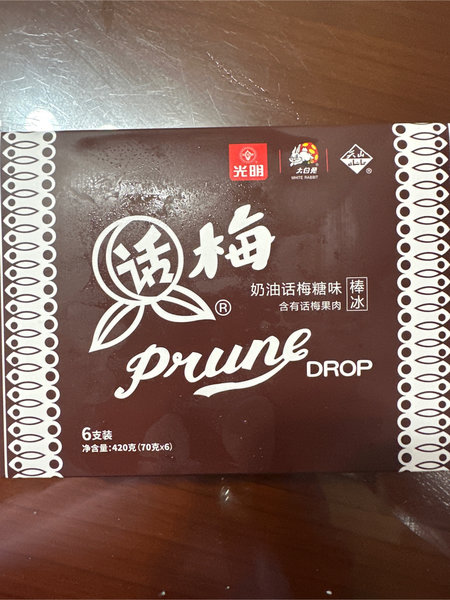 光明
大白兔
WHITE RABBIT
天山
®
话梅
®
奶油话梅糖味
含有话梅果肉
棒冰
Prune DROP
6支装
净含量:420克(70克x6)